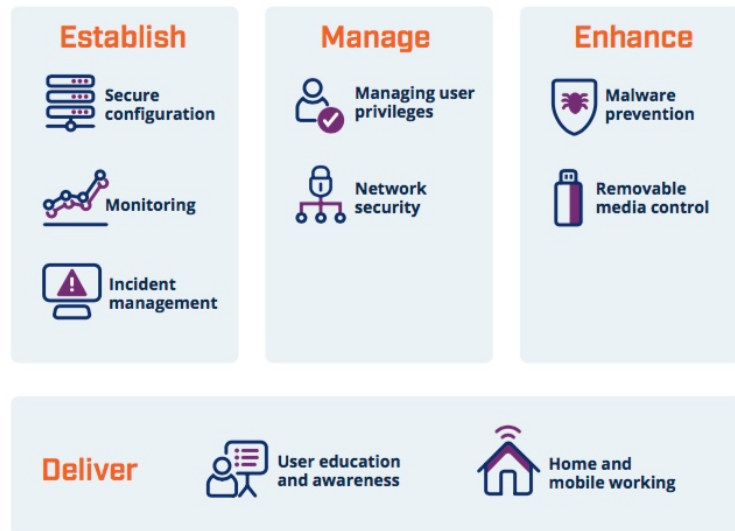 Establish
Secure
configuration
Monitoring
Incident
management
Manage
Managing user
privileges
Network
security
Enhance
Malware
prevention
Removable
media control
Deliver
User education
and awareness
Home and
mobile working